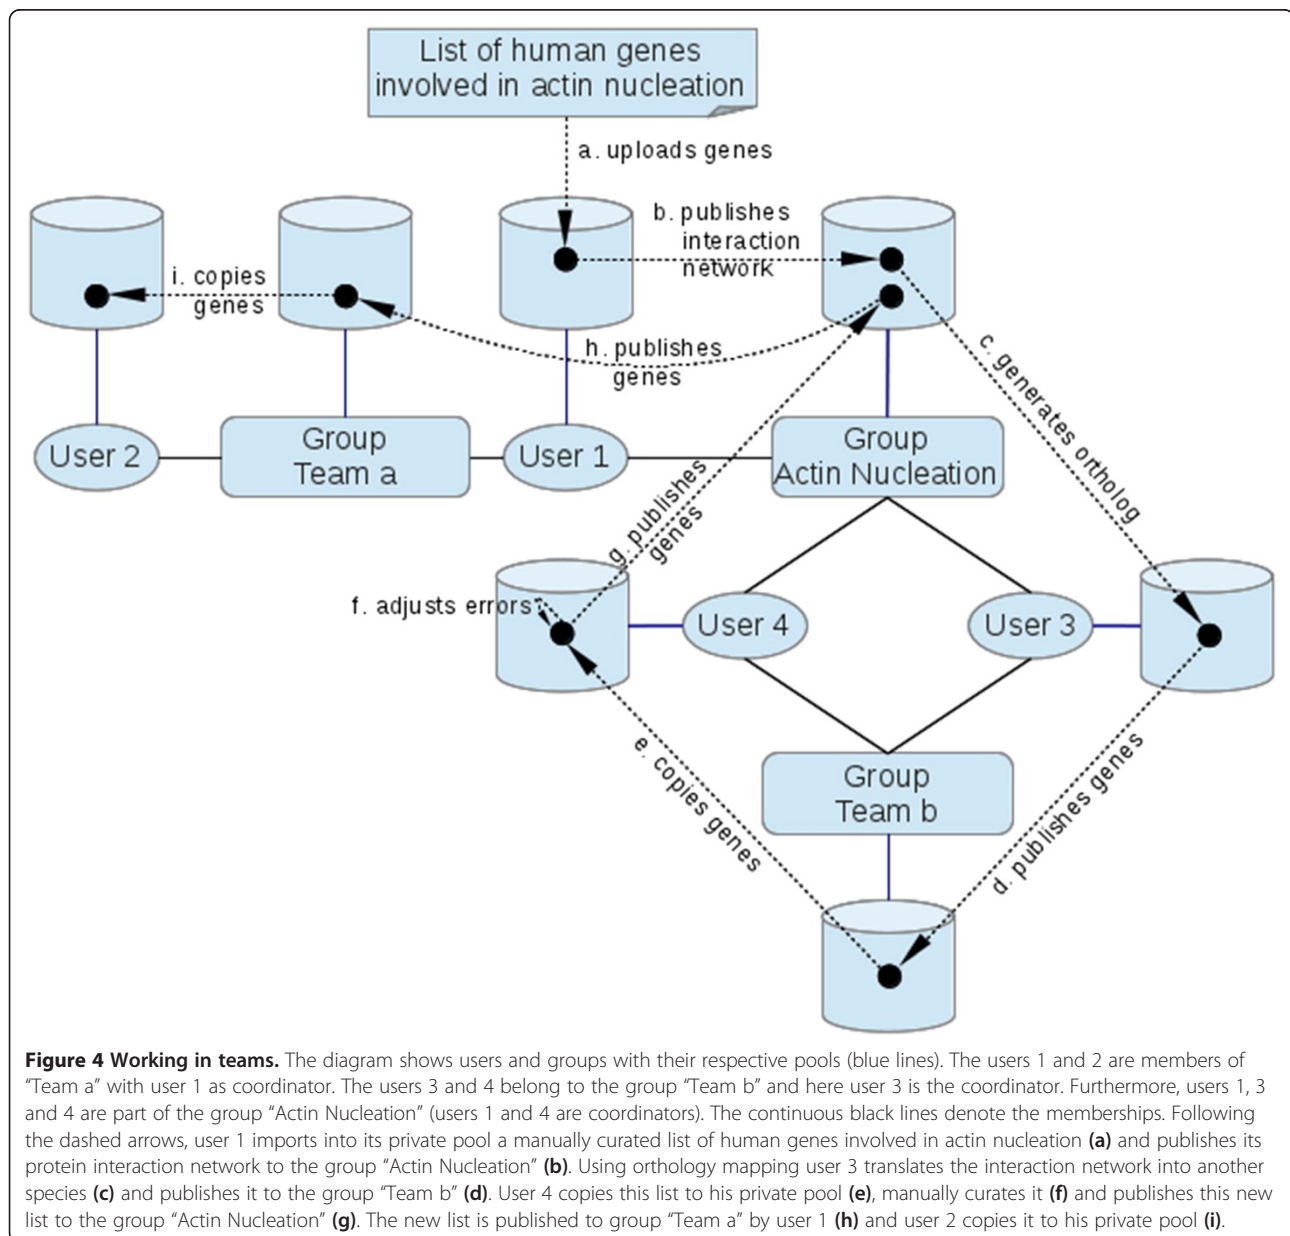 List of human genes
involved in actin nucleation
a. uploads genes
b. publishes
interaction
network
i. copies
genes
h. publishes
genes
c. generates ortholog
User 2
Group
Team a
User 1
Group
Actin Nucleation
g. publishes
genes
f. adjusts errors
User 4
User 3
e. copies genes
Group
Team b
d. publishes genes
Figure 4 Working in teams. The diagram shows users and groups with their respective pools (blue lines). The users 1 and 2 are members of
"Team a" with user 1 as coordinator. The users 3 and 4 belong to the group "Team b" and here user 3 is the coordinator. Furthermore, users 1, 3
and 4 are part of the group "Actin Nucleation" (users 1 and 4 are coordinators). The continuous black lines denote the memberships. Following
the dashed arrows, user 1 imports into its private pool a manually curated list of human genes involved in actin nucleation (a) and publishes its
protein interaction network to the group "Actin Nucleation" (b). Using orthology mapping user 3 translates the interaction network into another
species (c) and publishes it to the group "Team b" (d). User 4 copies this list to his private pool (e), manually curates it (f) and publishes this new
list to the group "Actin Nucleation" (g). The new list is published to group "Team a" by user 1 (h) and user 2 copies it to his private pool (i).